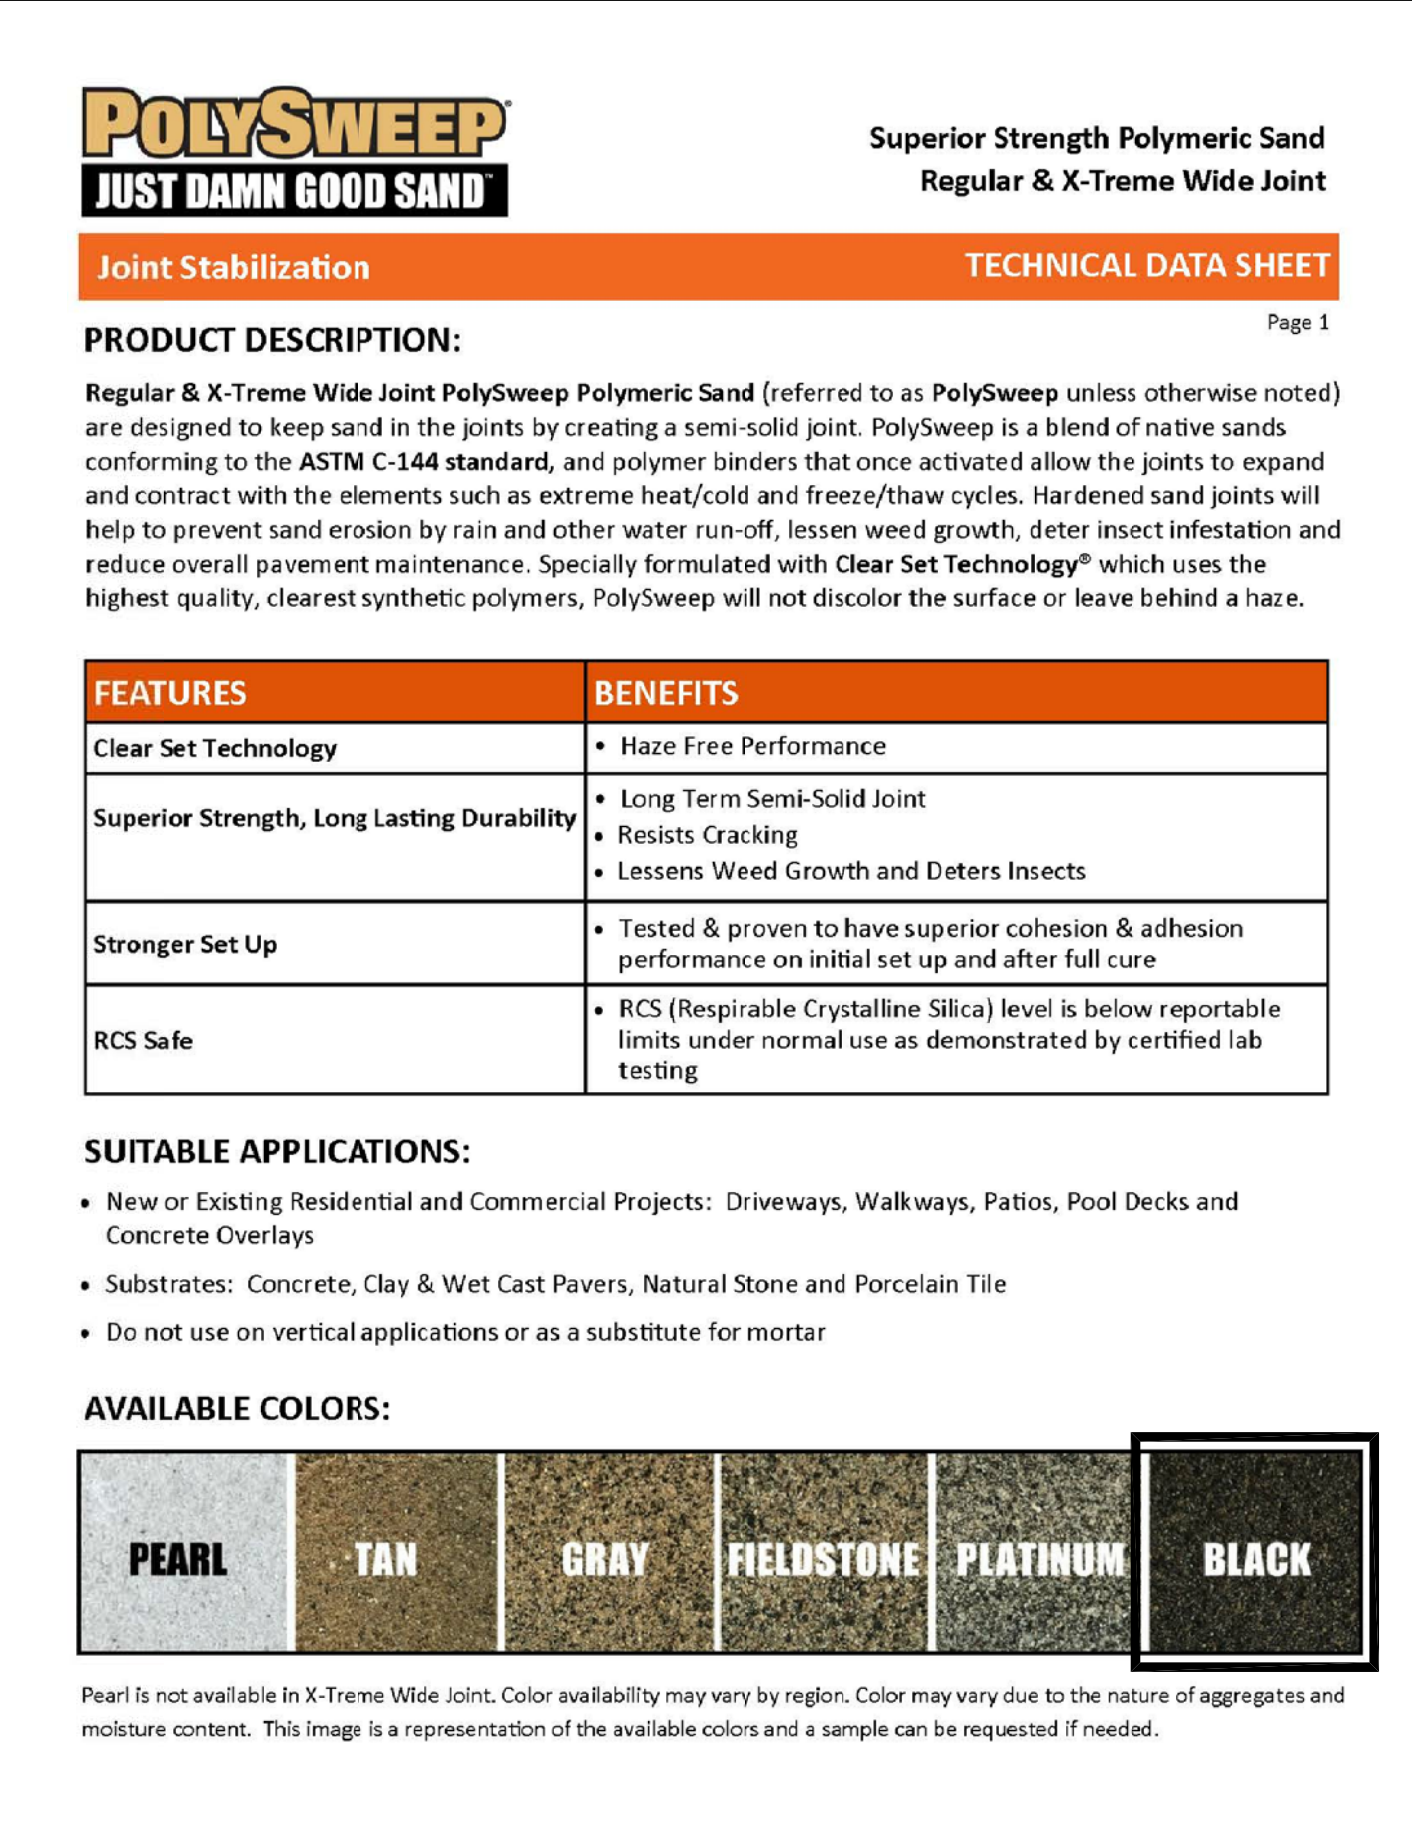 POLYSWEEP®
JUST DAMN GOOD SAND™
Superior Strength Polymeric Sand
Regular & X-Treme Wide Joint
Joint Stabilization
TECHNICAL DATA SHEET
Page 1
PRODUCT DESCRIPTION:
Regular & X-Treme Wide Joint PolySweep Polymeric Sand (referred to as PolySweep unless otherwise noted)
are designed to keep sand in the joints by creating a semi-solid joint. PolySweep is a blend of native sands
conforming to the ASTM C-144 standard, and polymer binders that once activated allow the joints to expand
and contract with the elements such as extreme heat/cold and freeze/thaw cycles. Hardened sand joints will
help to prevent sand erosion by rain and other water run-off, lessen weed growth, deter insect infestation and
reduce overall pavement maintenance. Specially formulated with Clear Set Technology® which uses the
highest quality, clearest synthetic polymers, PolySweep will not discolor the surface or leave behind a haze.
FEATURES
BENEFITS
Clear Set Technology
• Haze Free Performance
Superior Strength, Long Lasting Durability
• Long Term Semi-Solid Joint
• Resists Cracking
• Lessens Weed Growth and Deters Insects
Stronger Set Up
• Tested & proven to have superior cohesion & adhesion
performance on initial set up and after full cure
RCS Safe
• RCS (Respirable Crystalline Silica) level is below reportable
limits under normal use as demonstrated by certified lab
testing
SUITABLE APPLICATIONS:
• New or Existing Residential and Commercial Projects: Driveways, Walkways, Patios, Pool Decks and
Concrete Overlays
• Substrates: Concrete, Clay & Wet Cast Pavers, Natural Stone and Porcelain Tile
• Do not use on vertical applications or as a substitute for mortar
AVAILABLE COLORS:
PEARL
TAN
GRAY
FIELDSTONE
PLATINUM
BLACK
Pearl is not available in X-Treme Wide Joint. Color availability may vary by region. Color may vary due to the nature of aggregates and
moisture content. This image is a representation of the available colors and a sample can be requested if needed.